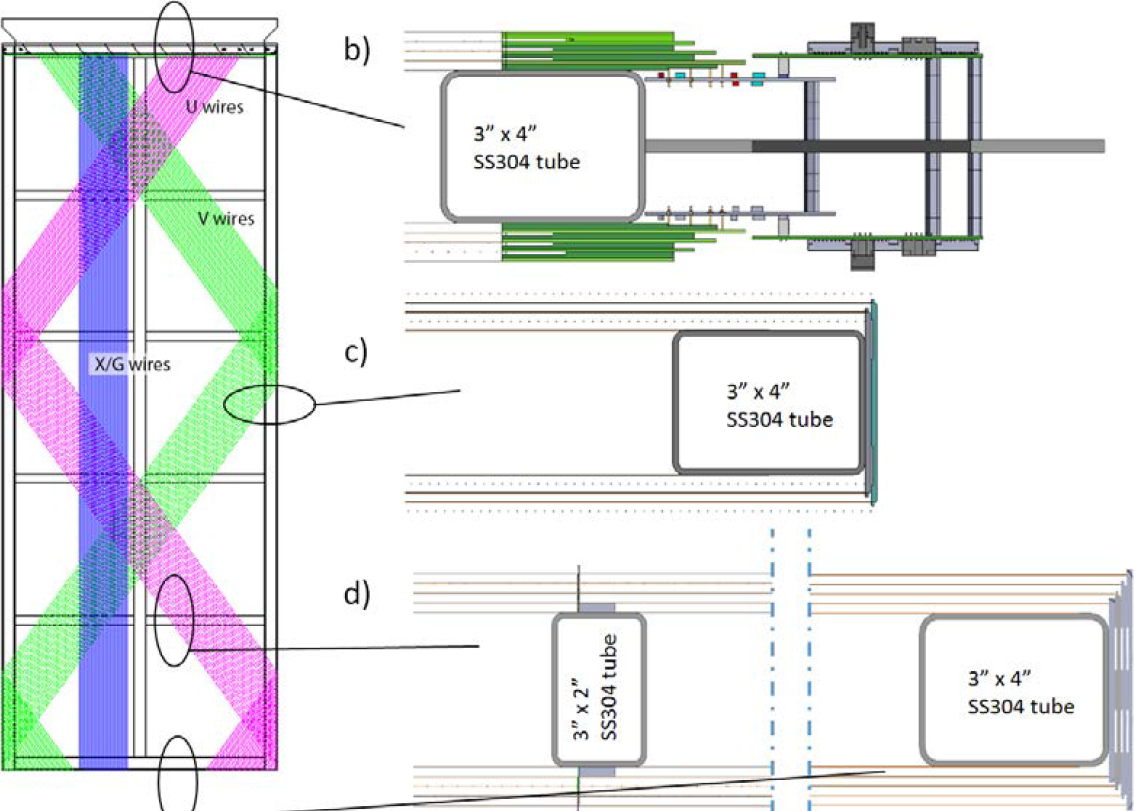 U wires
V wires
X/G wires
b)
3” x 4”
SS304 tube
c)
3” x 4”
SS304 tube
d)
3” x 2”
SS304 tube
3” x 4”
SS304 tube